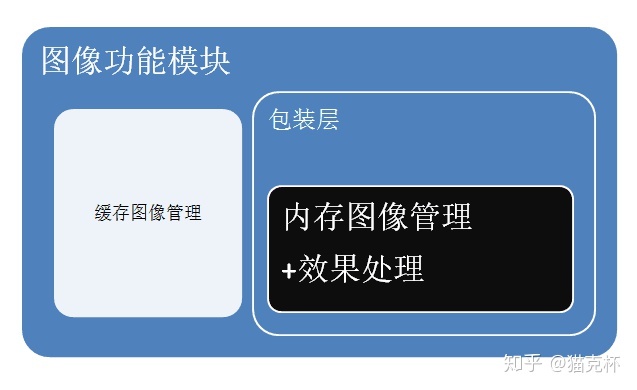 图像功能模块
包装层
缓存图像管理
内存图像管理
+效果处理
知乎 @猫克杯